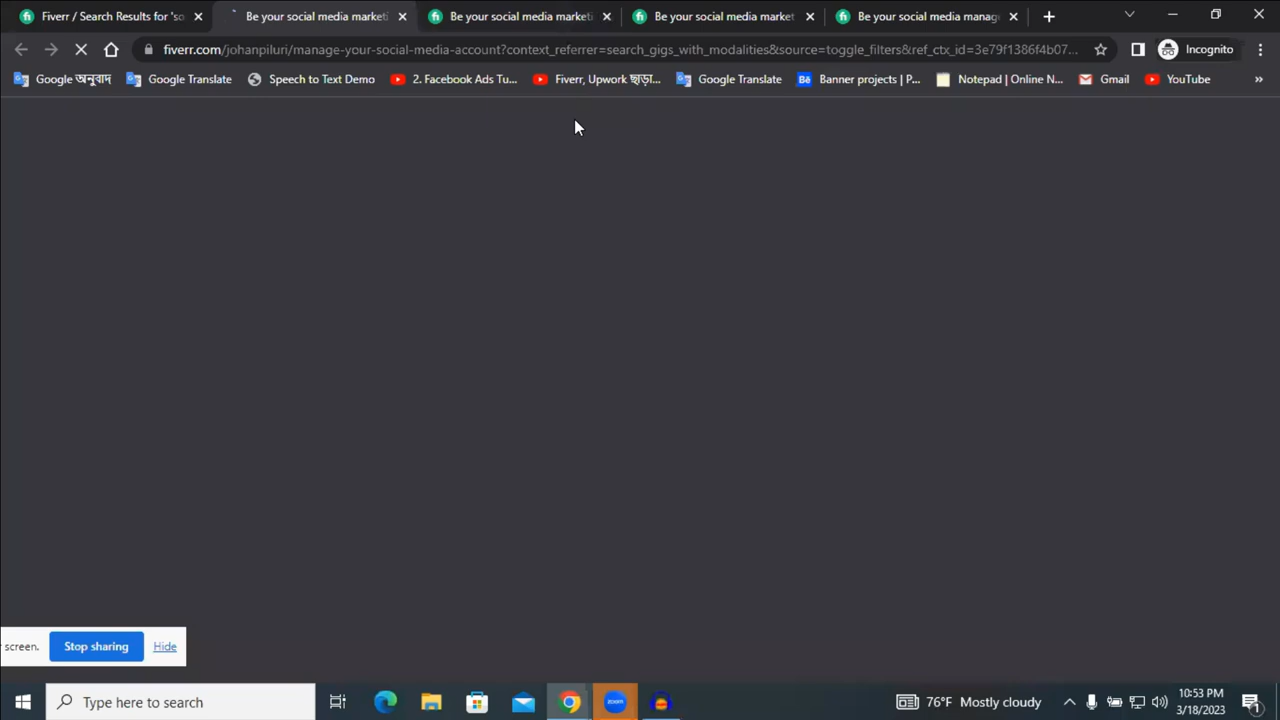 Fiverr / Search Results for 'so
Be your social media marketi
Be your social media marketi
Be your social media market
Be your social media manag
fiverr.com/johanpiluri/manage-your-social-media-account?context_referrer=search_gigs_with_modalities&source=toggle_filters&ref_ctx_id=3e79f1386f4b07...
Incognito
Google অনুবাদ
Google Translate
Speech to Text Demo
2. Facebook Ads Tu...
Fiverr, Upwork ছাড়া...
Google Translate
Bē
Banner projects | P...
Notepad | Online N...
Gmail
YouTube
screen.
Stop sharing
Hide
Type here to search
zoom
76°F Mostly cloudy
10:53 PM
3/18/2023
1